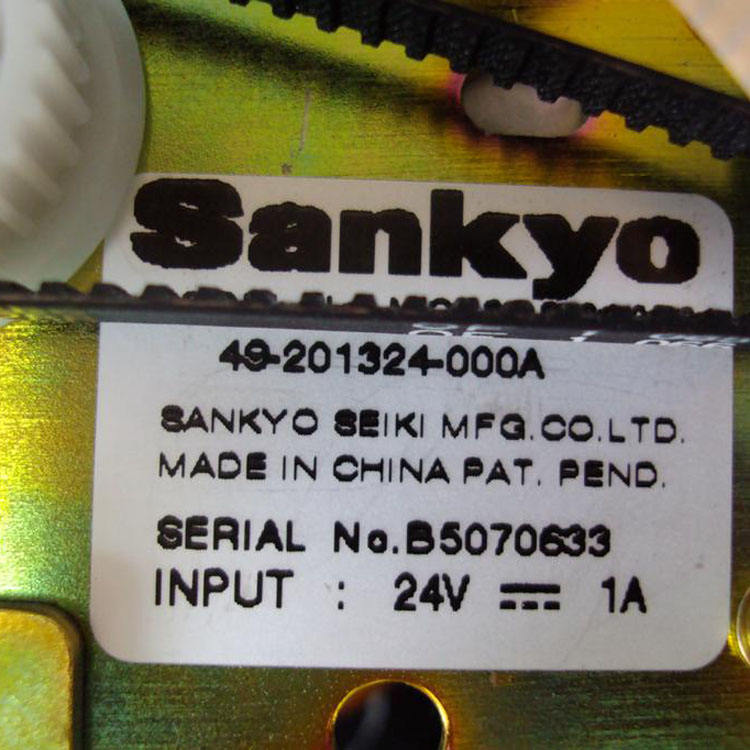 Sankyo
49-201324-000A
SANKYO SEIKI MFG.CO.LTD.
MADE IN CHINA PAT. PEND.
SERIAL No.B5070633
INPUT : 24V ⎓ 1A